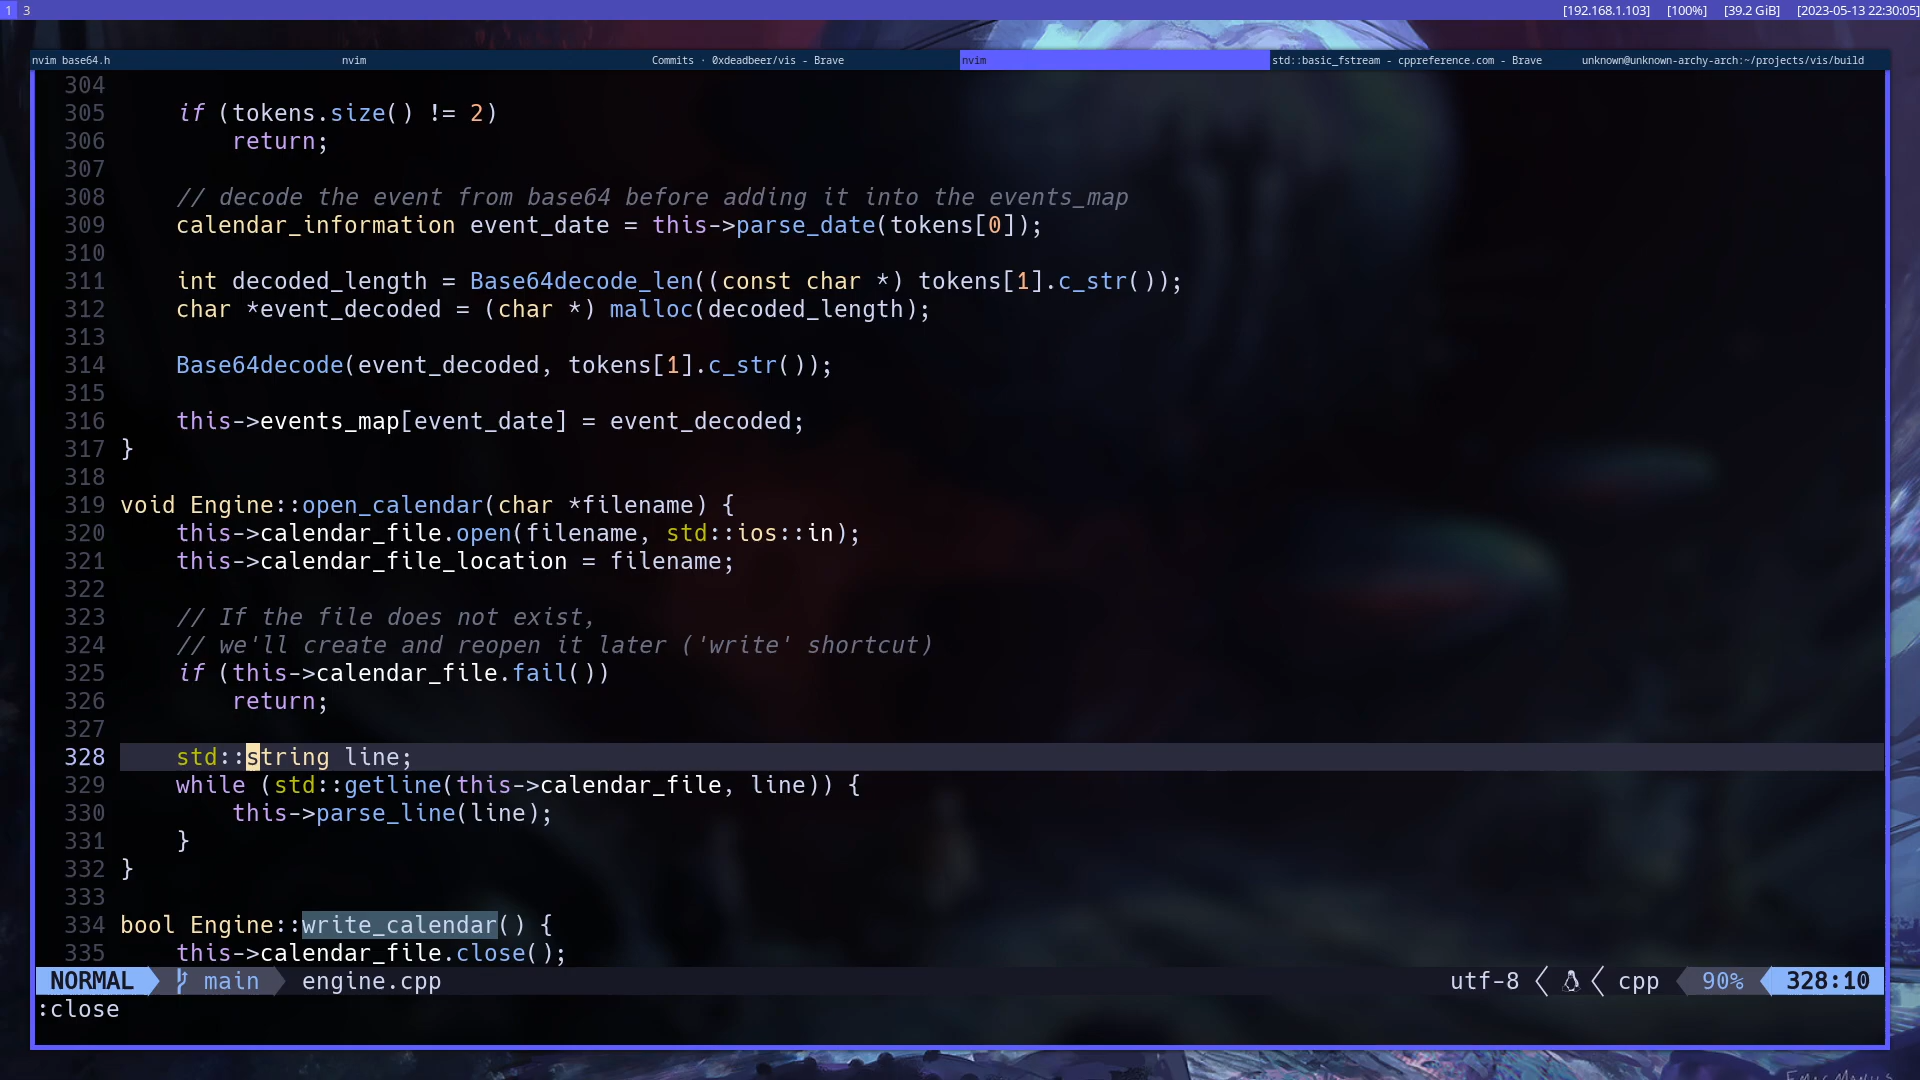 1 3 [192.168.1.103] [100%] [39.2 GiB] [2023-05-13 22:30:05]
nvim base64.h nvim Commits · 0xdeadbeer/vis - Brave nvim std::basic_fstream - cppreference.com - Brave unknown@unknown-archy-arch:~/projects/vis/build
304
305     if (tokens.size() != 2)
306         return;
307
308     // decode the event from base64 before adding it into the events_map
309     calendar_information event_date = this->parse_date(tokens[0]);
310
311     int decoded_length = Base64decode_len((const char *) tokens[1].c_str());
312     char *event_decoded = (char *) malloc(decoded_length);
313
314     Base64decode(event_decoded, tokens[1].c_str());
315
316     this->events_map[event_date] = event_decoded;
317 }
318
319 void Engine::open_calendar(char *filename) {
320     this->calendar_file.open(filename, std::ios::in);
321     this->calendar_file_location = filename;
322
323     // If the file does not exist,
324     // we'll create and reopen it later ('write' shortcut)
325     if (this->calendar_file.fail())
326         return;
327
328     std::string line;
329     while (std::getline(this->calendar_file, line)) {
330         this->parse_line(line);
331     }
332 }
333
334 bool Engine::write_calendar() {
335     this->calendar_file.close();
NORMAL main engine.cpp utf-8 cpp 90% 328:10
:close